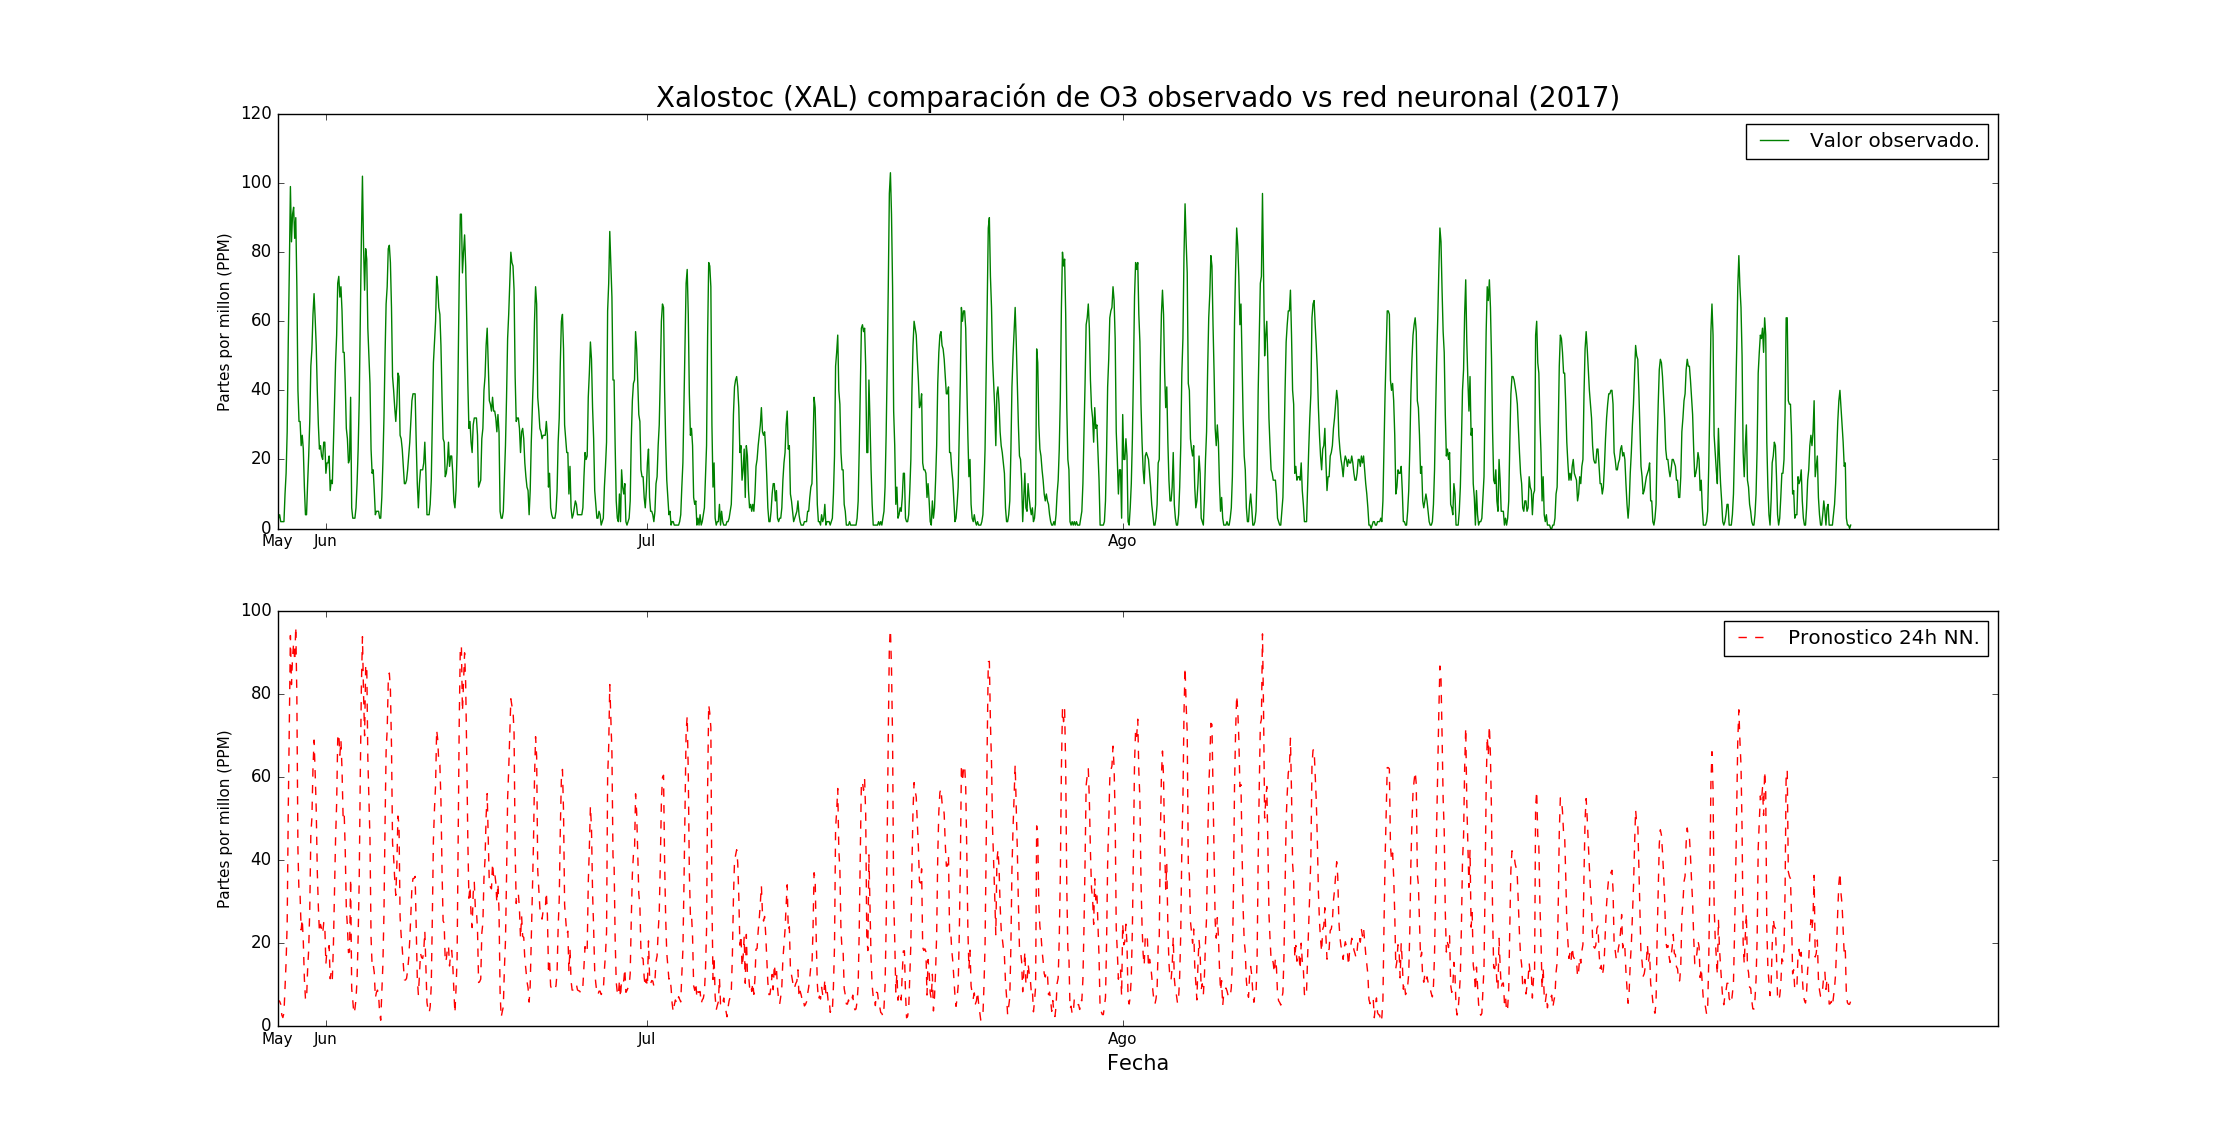 Xalostoc (XAL) comparación de O3 observado vs red neuronal (2017)
120
100
80
60
40
20
0
Partes por millon (PPM)
Valor observado.
May Jun Jul Ago
100
80
60
40
20
0
Partes por millon (PPM)
Pronostico 24h NN.
May Jun Jul Ago
Fecha